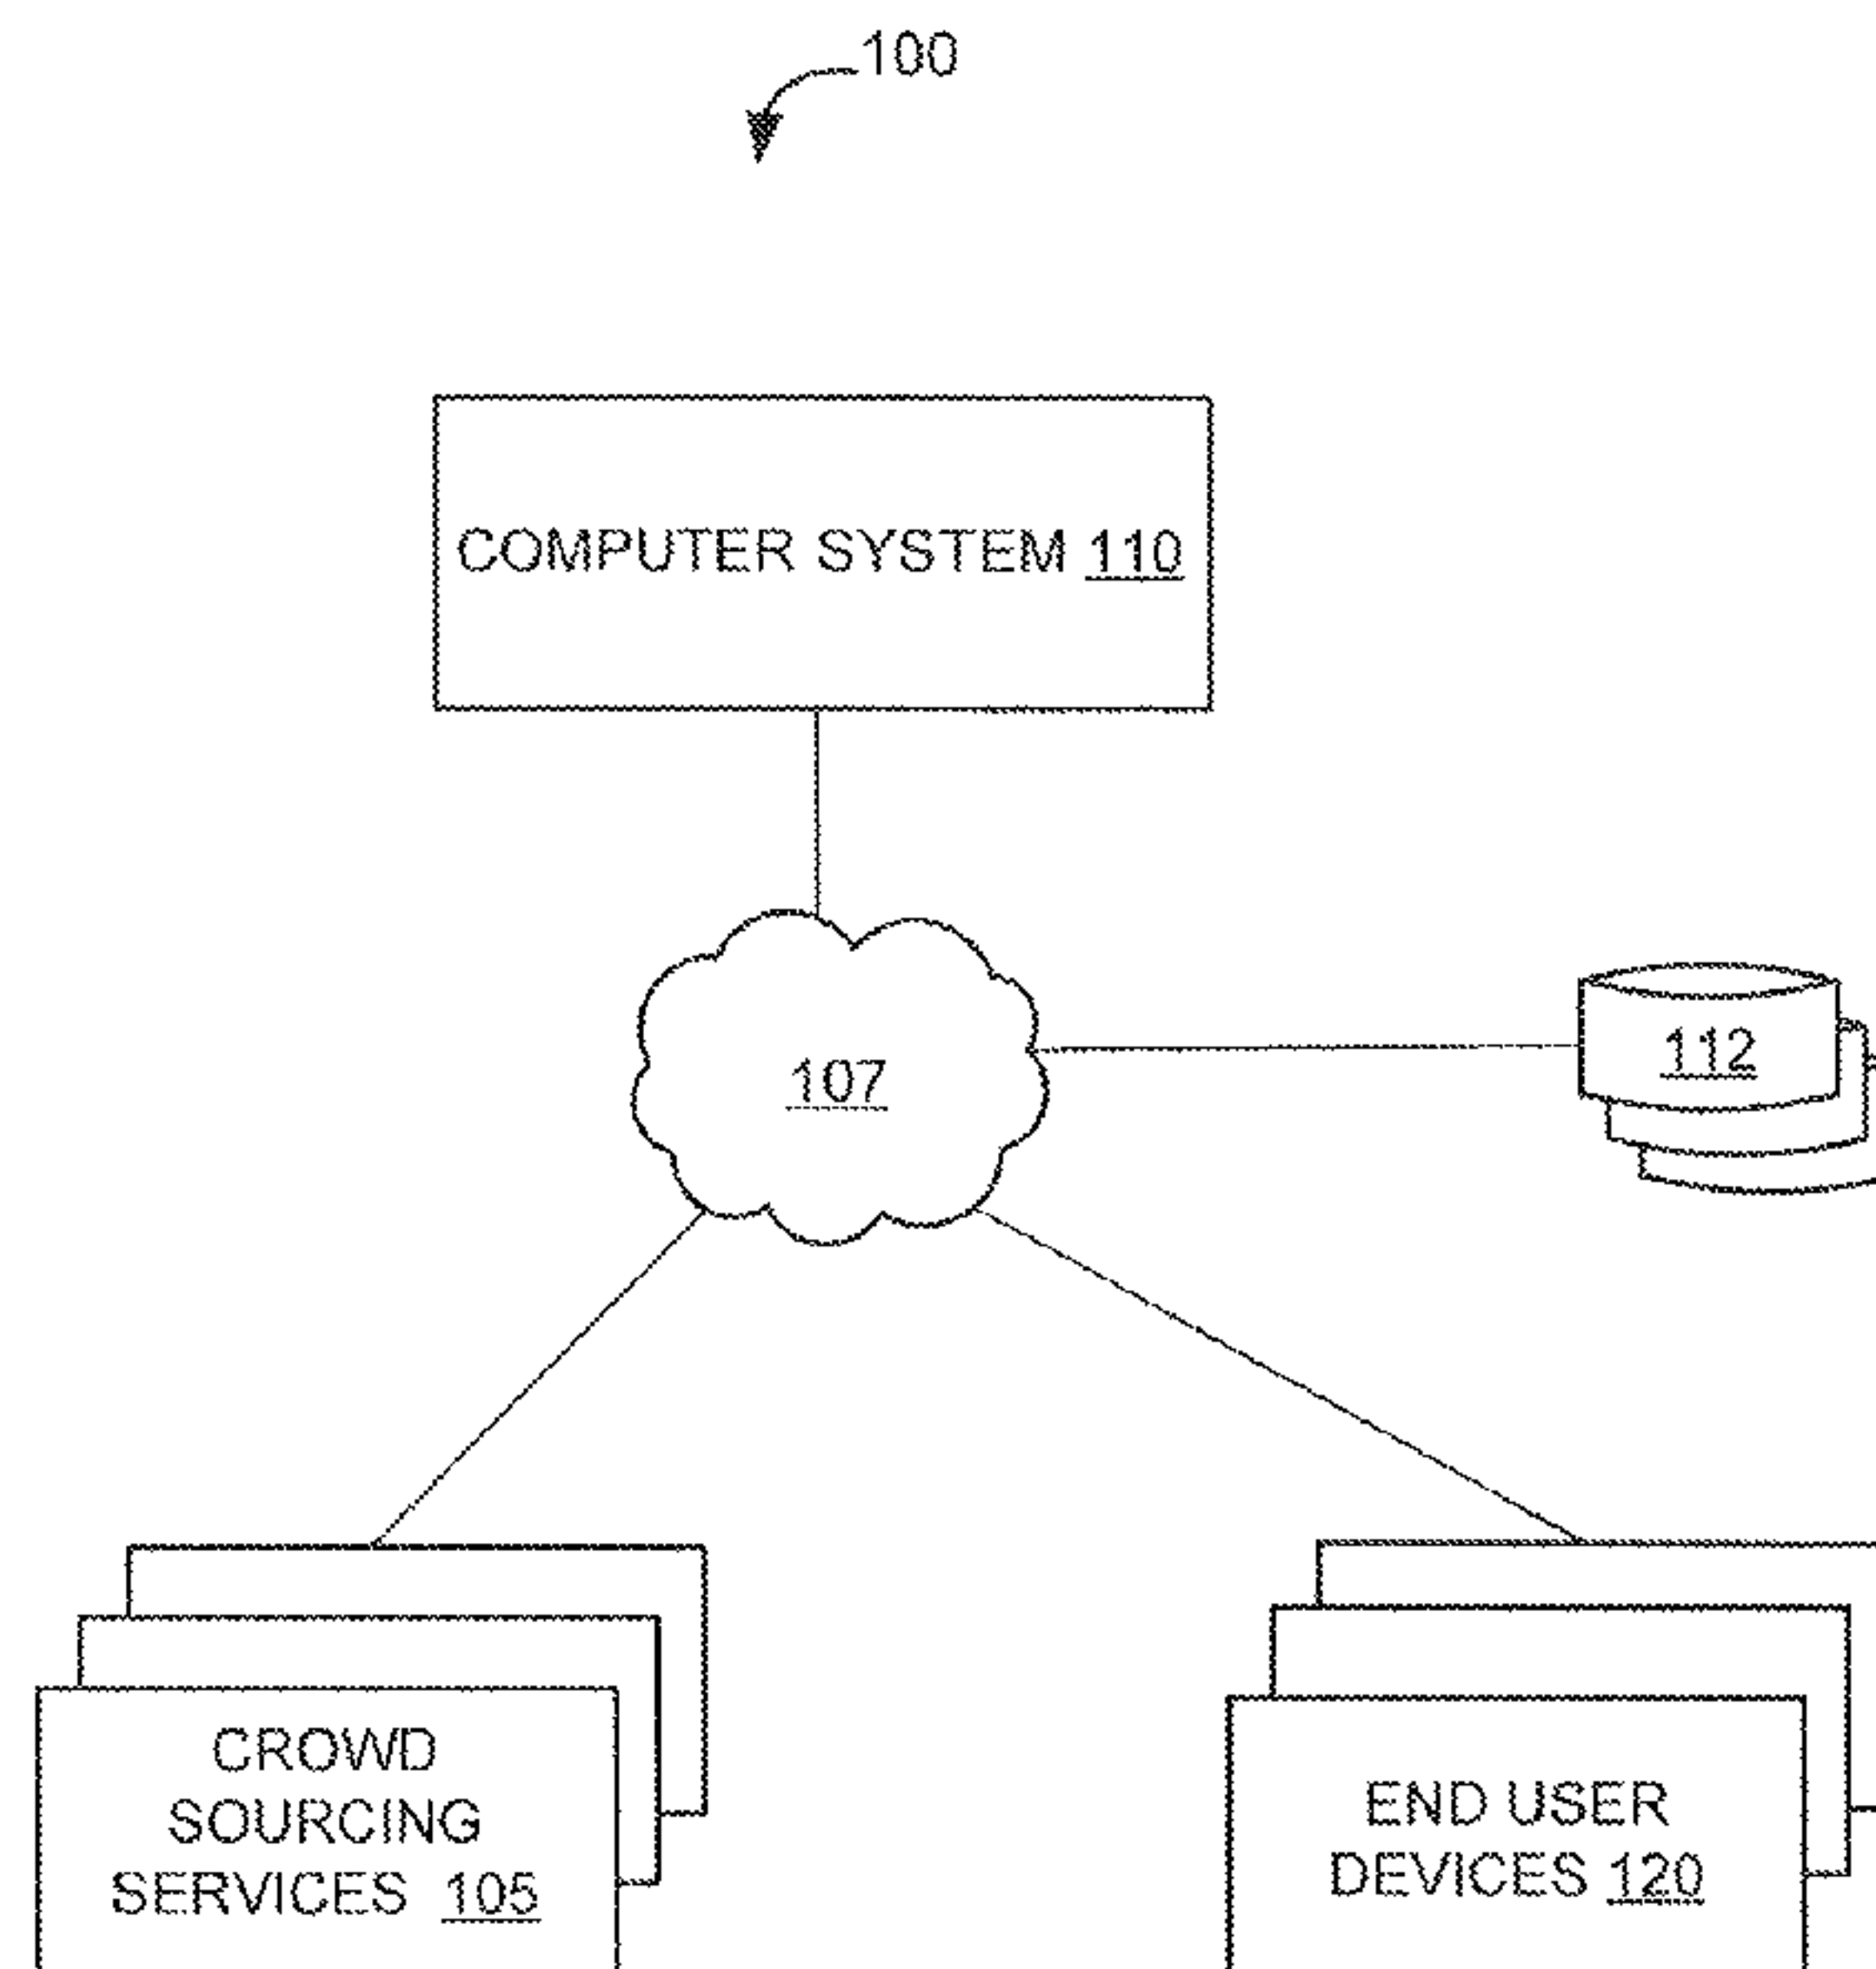 100
COMPUTER SYSTEM 110
107
112
CROWD
SOURCING
SERVICES 105
END USER
DEVICES 120